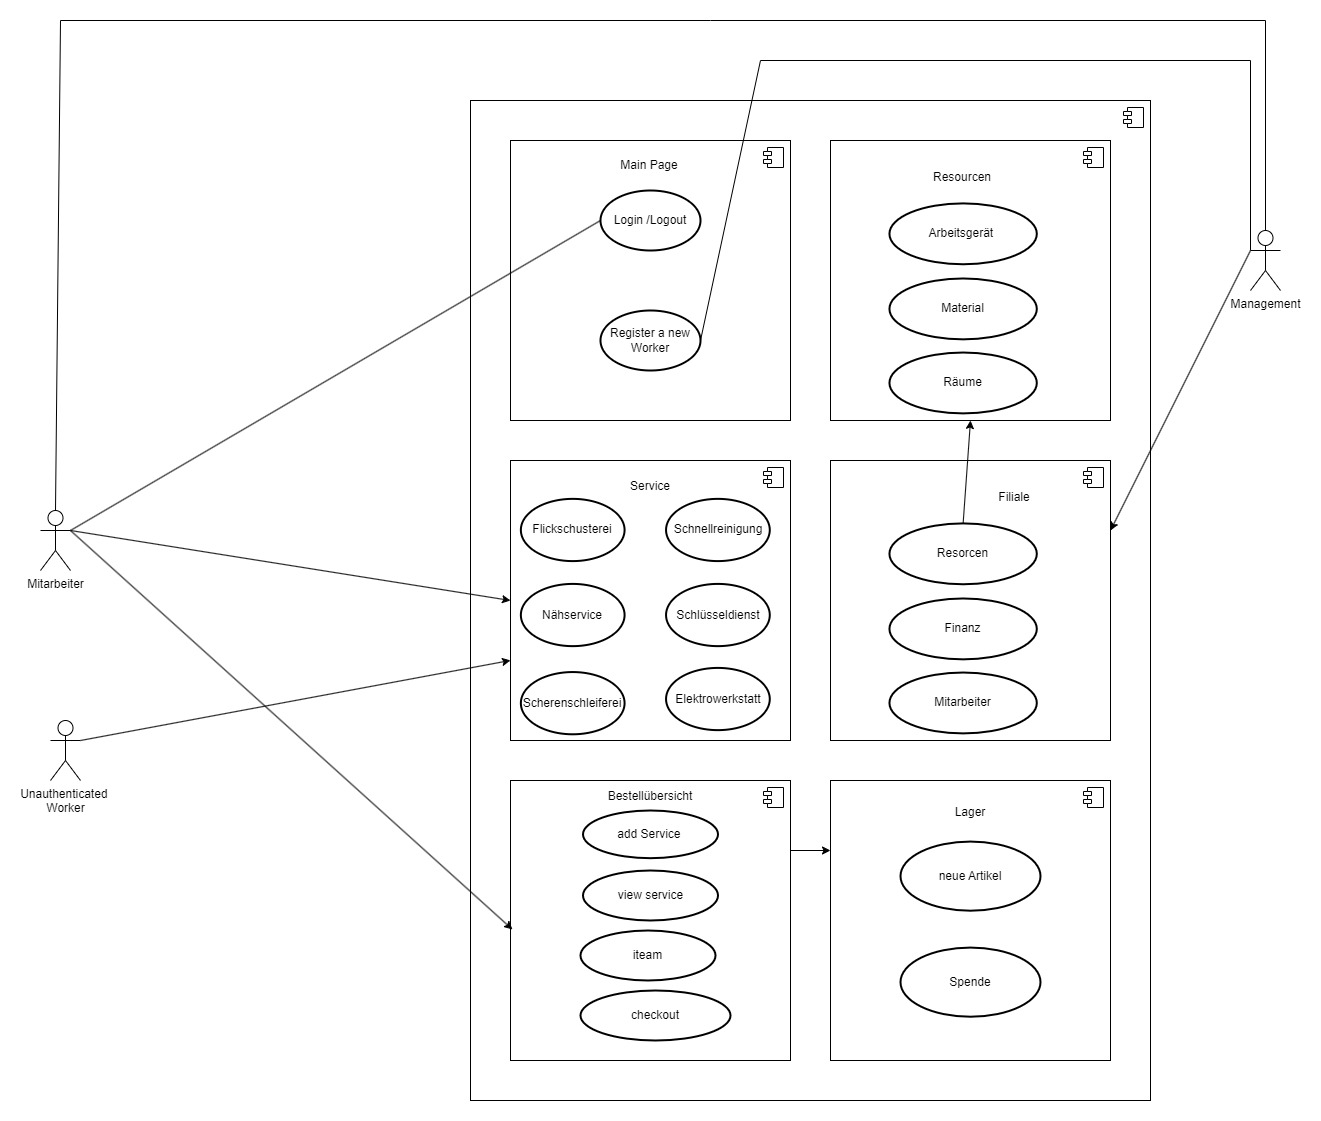 Main Page
Login /Logout
Register a new
Worker
Resourcen
Arbeitsgerät
Material
Räume
Management
Mitarbeiter
Service
Flickschusterei
Schnellreinigung
Nähservice
Schlüsseldienst
Scherenschleiferei
Elektrowerkstatt
Filiale
Resorcen
Finanz
Mitarbeiter
Unauthenticated
Worker
Bestellübersicht
add Service
view service
iteam
checkout
Lager
neue Artikel
Spende